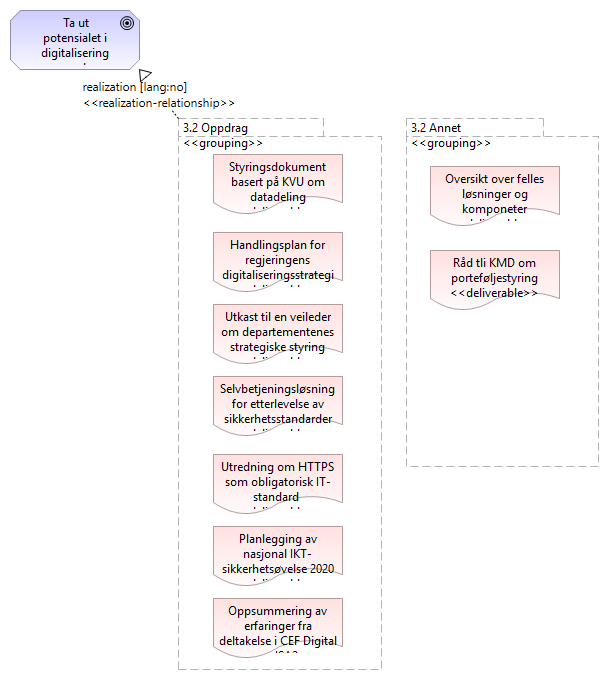 Ta ut
potensialet i
digitalisering
realization [lang:no]
<<realization-relationship>>
3.2 Oppdrag
<<grouping>>
Styringsdokument
basert på KVU om
datadeling
Handlingsplan for
regjeringens
digitaliseringsstrategi
Utkast til en veileder
om departementenes
strategiske styring
Selvbetjeningsløsning
for etterlevelse av
sikkerhetsstandarder
Utredning om HTTPS
som obligatorisk IT-
standard
Planlegging av
nasjonal IKT-
sikkerhetsøvelse 2020
Oppsummering av
erfaringer fra
deltakelse i CEF Digital
3.2 Annet
<<grouping>>
Oversikt over felles
løsninger og
komponeter
Råd tli KMD om
porteføljestyring
<<deliverable>>